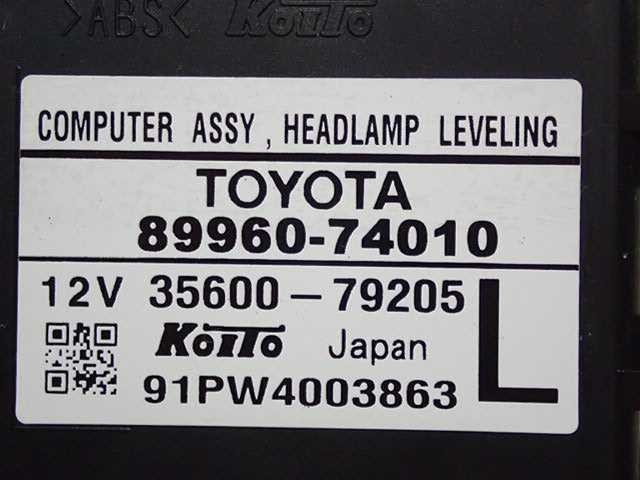 >ABS< KOITO
COMPUTER ASSY , HEADLAMP LEVELING
TOYOTA
89960-74010
12V 35600-79205 L
KOITO Japan
91PW4003863